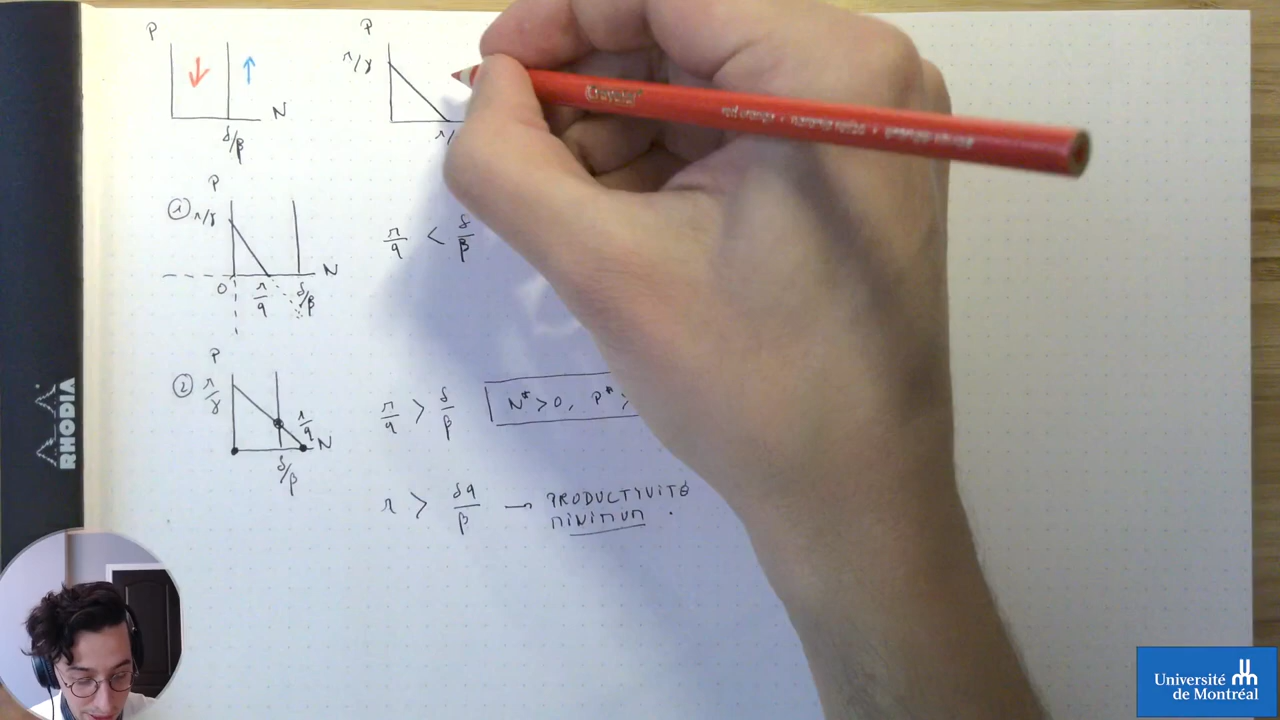 P
N
δ/β
P
r/γ
r/
P
① r/γ
N
0
r/q
δ/β
r/q < δ/β
P
② r/γ
r/q
N
δ/β
r/q > δ/β
N* > 0, P*
r > δq/β → PRODUCTIVITÉ
MINIMUM.
RHODIA
Université
de Montréal